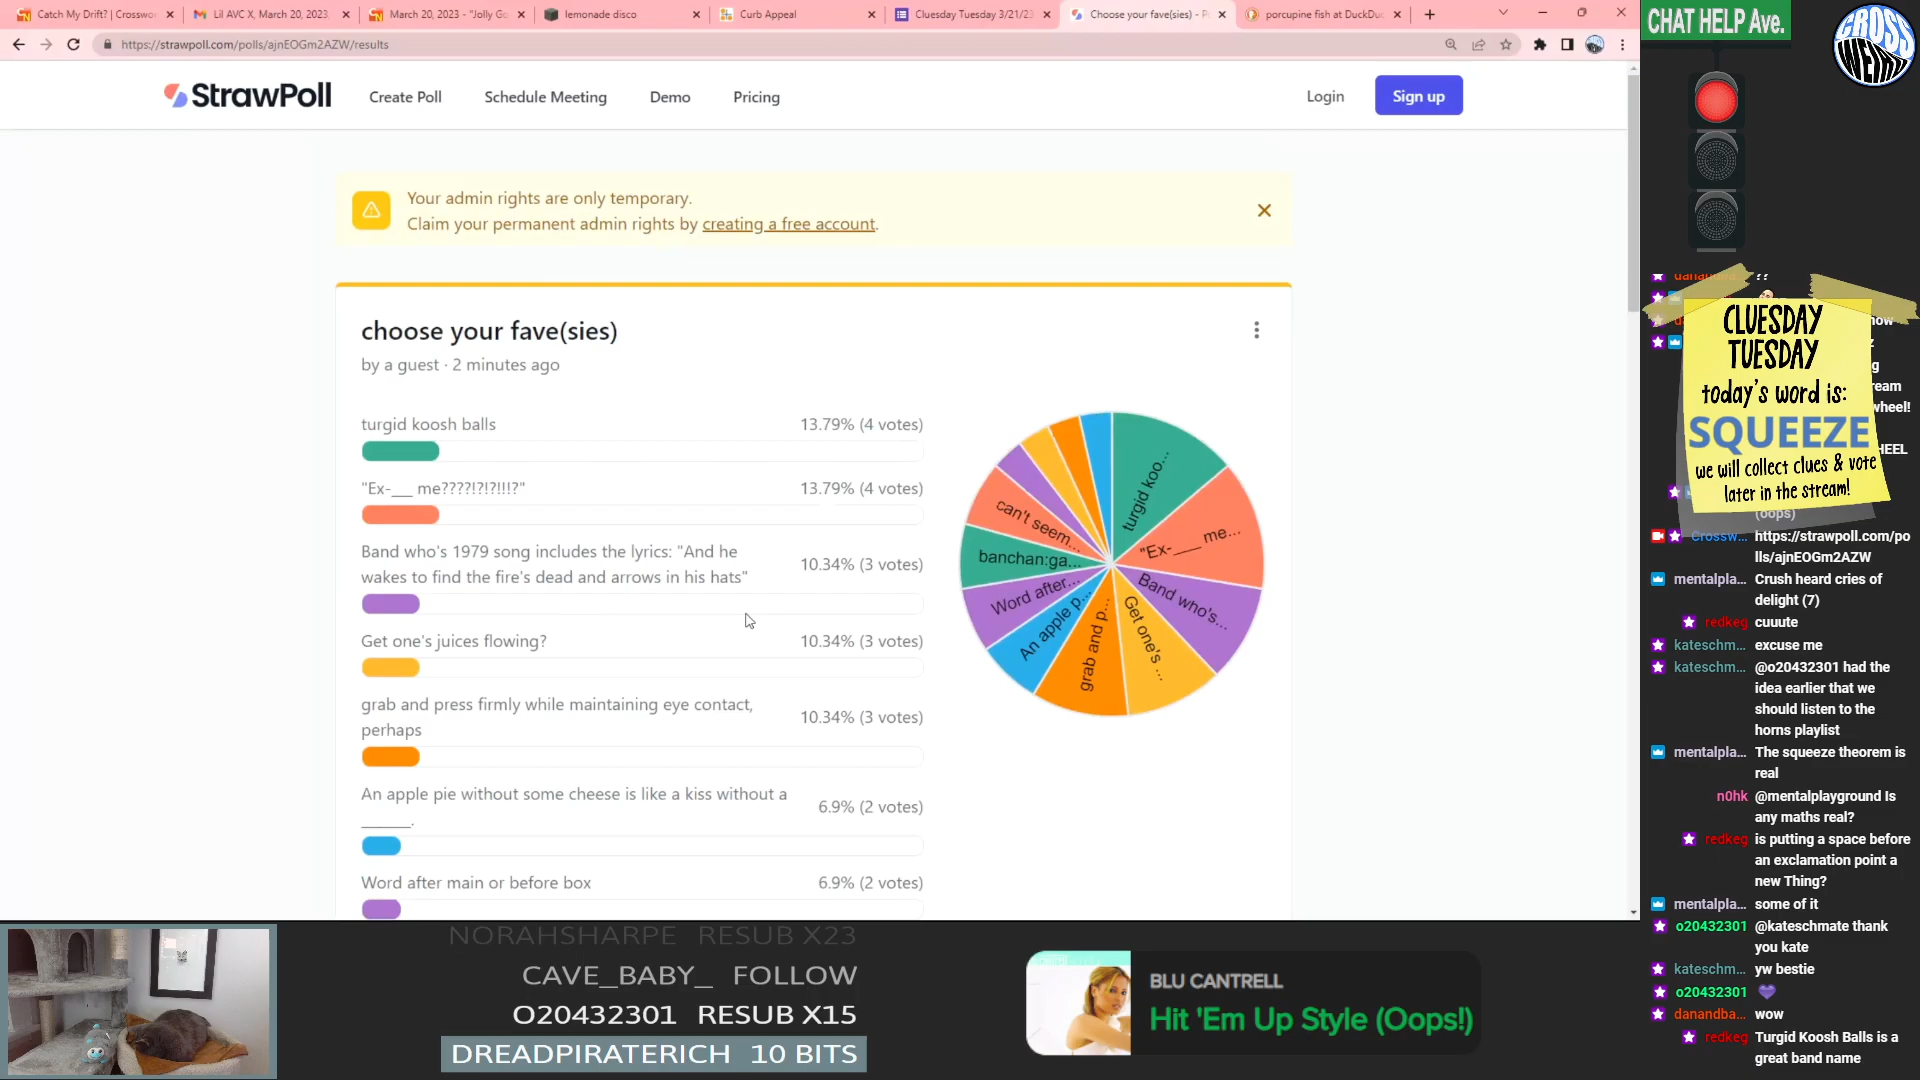 Catch My Drift? | Crosswo
Lil AVC X, March 20, 2023
March 20, 2023 - "Jolly Go
lemonade disco
Curb Appeal
Cluesday Tuesday 3/21/23
Choose your fave(sies) - P
porcupine fish at DuckDuc
https://strawpoll.com/polls/ajnEOGm2AZW/results
StrawPoll
Create Poll
Schedule Meeting
Demo
Pricing
Login
Sign up
Your admin rights are only temporary.
Claim your permanent admin rights by creating a free account.
choose your fave(sies)
by a guest · 2 minutes ago
turgid koosh balls 13.79% (4 votes)
"Ex-___ me????!?!?!!!?" 13.79% (4 votes)
Band who's 1979 song includes the lyrics: "And he
wakes to find the fire's dead and arrows in his hats" 10.34% (3 votes)
Get one's juices flowing? 10.34% (3 votes)
grab and press firmly while maintaining eye contact,
perhaps 10.34% (3 votes)
An apple pie without some cheese is like a kiss without a
______. 6.9% (2 votes)
Word after main or before box 6.9% (2 votes)
turgid koo...
"Ex-____ me...
Band who's...
Get one's ...
grab and p...
An apple p...
Word after...
banchan:ga...
can't seem...
CHAT HELP Ave.
CROSS
WEIRD
??
now
CLUESDAY
TUESDAY
today's word is:
SQUEEZE
we will collect clues & vote
later in the stream!
g
ream
wheel!
HEEL
(oops)
Crossw... https://strawpoll.com/po
lls/ajnEOGm2AZW
mentalpla... Crush heard cries of
delight (7)
redkeg cuuute
kateschm... excuse me
kateschm... @o20432301 had the
idea earlier that we
should listen to the
horns playlist
mentalpla... The squeeze theorem is
real
n0hk @mentalplayground Is
any maths real?
redkeg is putting a space before
an exclamation point a
new Thing?
mentalpla... some of it
o20432301 @kateschmate thank
you kate
kateschm... yw bestie
o20432301
danandba... wow
redkeg Turgid Koosh Balls is a
great band name
NORAHSHARPE RESUB X23
CAVE_BABY_ FOLLOW
O20432301 RESUB X15
DREADPIRATERICH 10 BITS
BLU CANTRELL
Hit 'Em Up Style (Oops!)